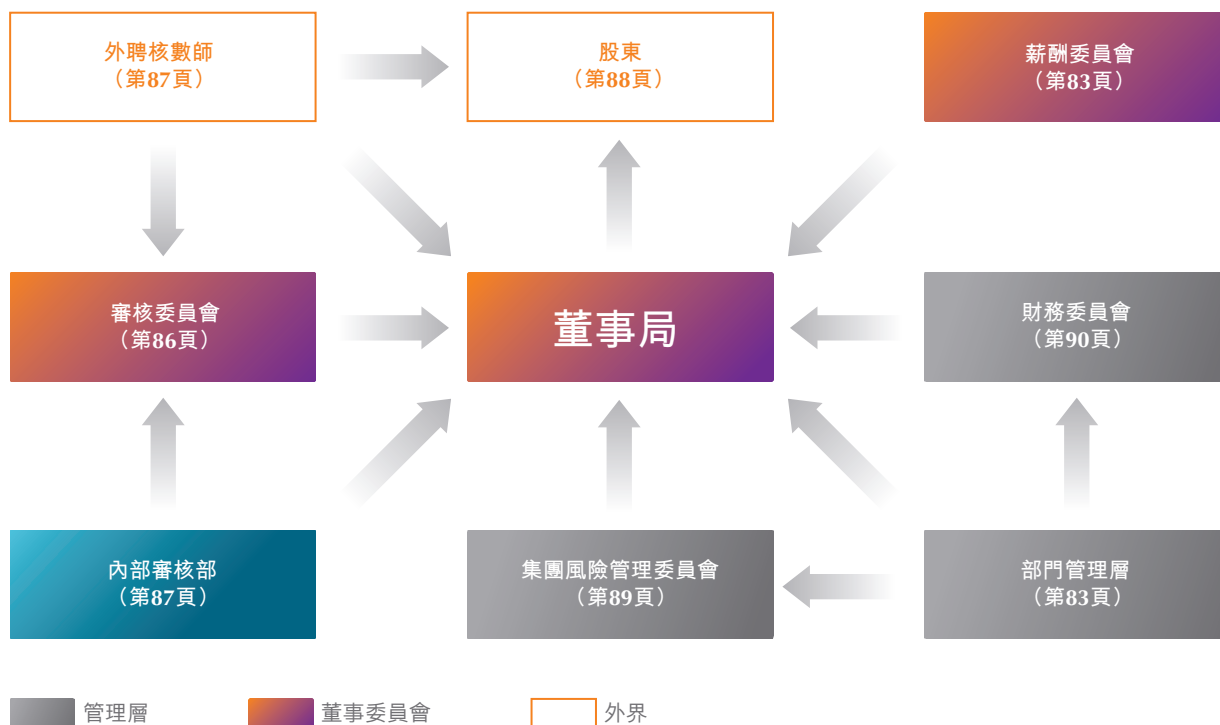 外聘核數師
（第87頁）
股東
（第88頁）
薪酬委員會
（第83頁）
審核委員會
（第86頁）
董事局
財務委員會
（第90頁）
內部審核部
（第87頁）
集團風險管理委員會
（第89頁）
部門管理層
（第83頁）
管理層
董事委員會
外界